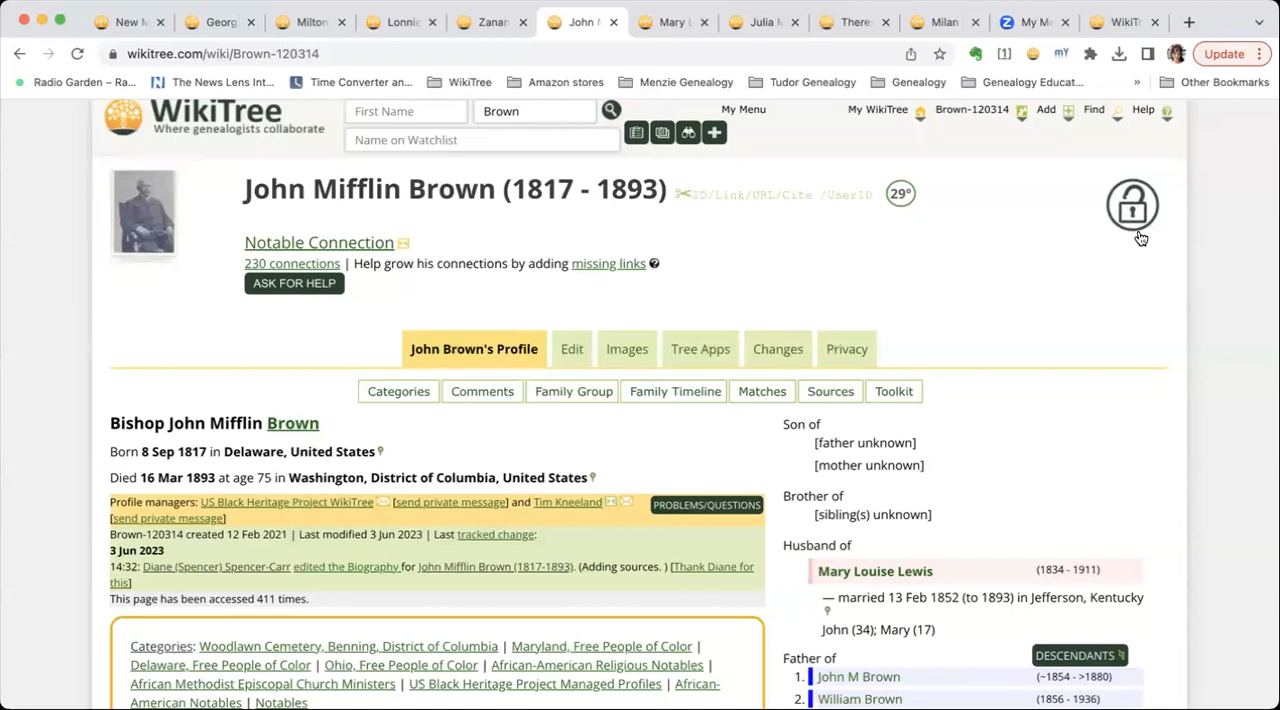 New M
Georgi
Milton
Lonnie
Zanan
John M
Mary L
Julia M
There
Milan
My Me
WikiTr
wikitree.com/wiki/Brown-120314
[1]
mY
Update
Radio Garden – Ra...
The News Lens Int...
Time Converter an...
WikiTree
Amazon stores
Menzie Genealogy
Tudor Genealogy
Genealogy
Genealogy Educat...
»
Other Bookmarks
WikiTree
Where genealogists collaborate
First Name
Brown
Name on Watchlist
My Menu
My WikiTree
Brown-120314
Add
Find
Help
John Mifflin Brown (1817 - 1893)
ID/Link/URL/Cite /UserID
29°
Notable Connection
230 connections | Help grow his connections by adding missing links
ASK FOR HELP
John Brown's Profile
Edit
Images
Tree Apps
Changes
Privacy
Categories
Comments
Family Group
Family Timeline
Matches
Sources
Toolkit
Bishop John Mifflin Brown
Born 8 Sep 1817 in Delaware, United States
Died 16 Mar 1893 at age 75 in Washington, District of Columbia, United States
Profile managers: US Black Heritage Project WikiTree [send private message] and Tim Kneeland
[send private message]
PROBLEMS/QUESTIONS
Brown-120314 created 12 Feb 2021 | Last modified 3 Jun 2023 | Last tracked change:
3 Jun 2023
14:32: Diane (Spencer) Spencer-Carr edited the Biography for John Mifflin Brown (1817-1893). (Adding sources. ) [Thank Diane for
this]
This page has been accessed 411 times.
Categories: Woodlawn Cemetery, Benning, District of Columbia | Maryland, Free People of Color |
Delaware, Free People of Color | Ohio, Free People of Color | African-American Religious Notables |
African Methodist Episcopal Church Ministers | US Black Heritage Project Managed Profiles | African-
American Notables | Notables
Son of
[father unknown]
[mother unknown]
Brother of
[sibling(s) unknown]
Husband of
Mary Louise Lewis (1834 - 1911)
— married 13 Feb 1852 (to 1893) in Jefferson, Kentucky
John (34); Mary (17)
DESCENDANTS
Father of
1. John M Brown (~1854 - >1880)
2. William Brown (1856 - 1936)